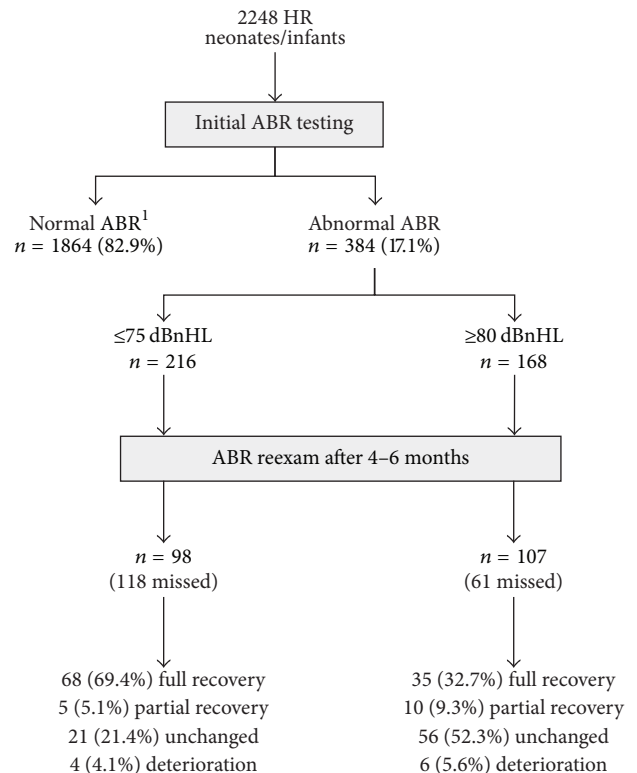 2248 HR
neonates/infants
Initial ABR testing
Normal ABR1
n = 1864 (82.9%)
Abnormal ABR
n = 384 (17.1%)
≤75 dBnHL
n = 216
≥80 dBnHL
n = 168
ABR reexam after 4–6 months
n = 98
(118 missed)
n = 107
(61 missed)
68 (69.4%) full recovery
5 (5.1%) partial recovery
21 (21.4%) unchanged
4 (4.1%) deterioration
35 (32.7%) full recovery
10 (9.3%) partial recovery
56 (52.3%) unchanged
6 (5.6%) deterioration